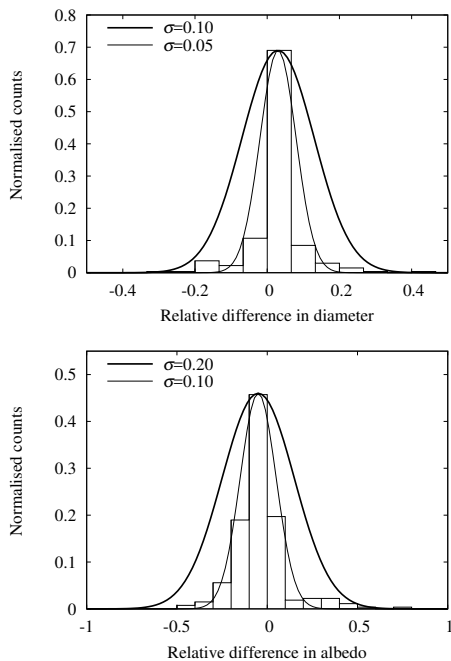 0.8
0.7
0.6
0.5
0.4
0.3
0.2
0.1
0
Normalised counts
σ=0.10
σ=0.05
-0.4 -0.2 0 0.2 0.4
Relative difference in diameter
0.5
0.4
0.3
0.2
0.1
0
Normalised counts
σ=0.20
σ=0.10
-1 -0.5 0 0.5 1
Relative difference in albedo